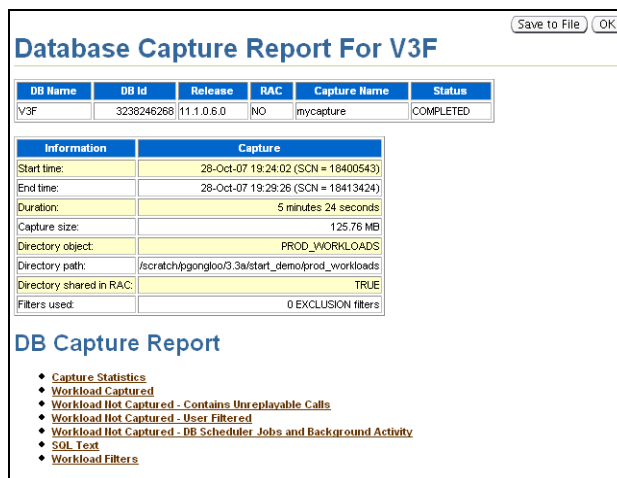 Save to File OK
Database Capture Report For V3F
DB Name DB Id Release RAC Capture Name Status
V3F 3238246268 11.1.0.6.0 NO mycapture COMPLETED
Information Capture
Start time: 28-Oct-07 19:24:02 (SCN = 18400543)
End time: 28-Oct-07 19:29:26 (SCN = 18413424)
Duration: 5 minutes 24 seconds
Capture size: 125.76 MB
Directory object: PROD_WORKLOADS
Directory path: /scratch/pgongloo/3.3a/start_demo/prod_workloads
Directory shared in RAC: TRUE
Filters used: 0 EXCLUSION filters
DB Capture Report
Capture Statistics
Workload Captured
Workload Not Captured - Contains Unreplayable Calls
Workload Not Captured - User Filtered
Workload Not Captured - DB Scheduler Jobs and Background Activity
SQL Text
Workload Filters